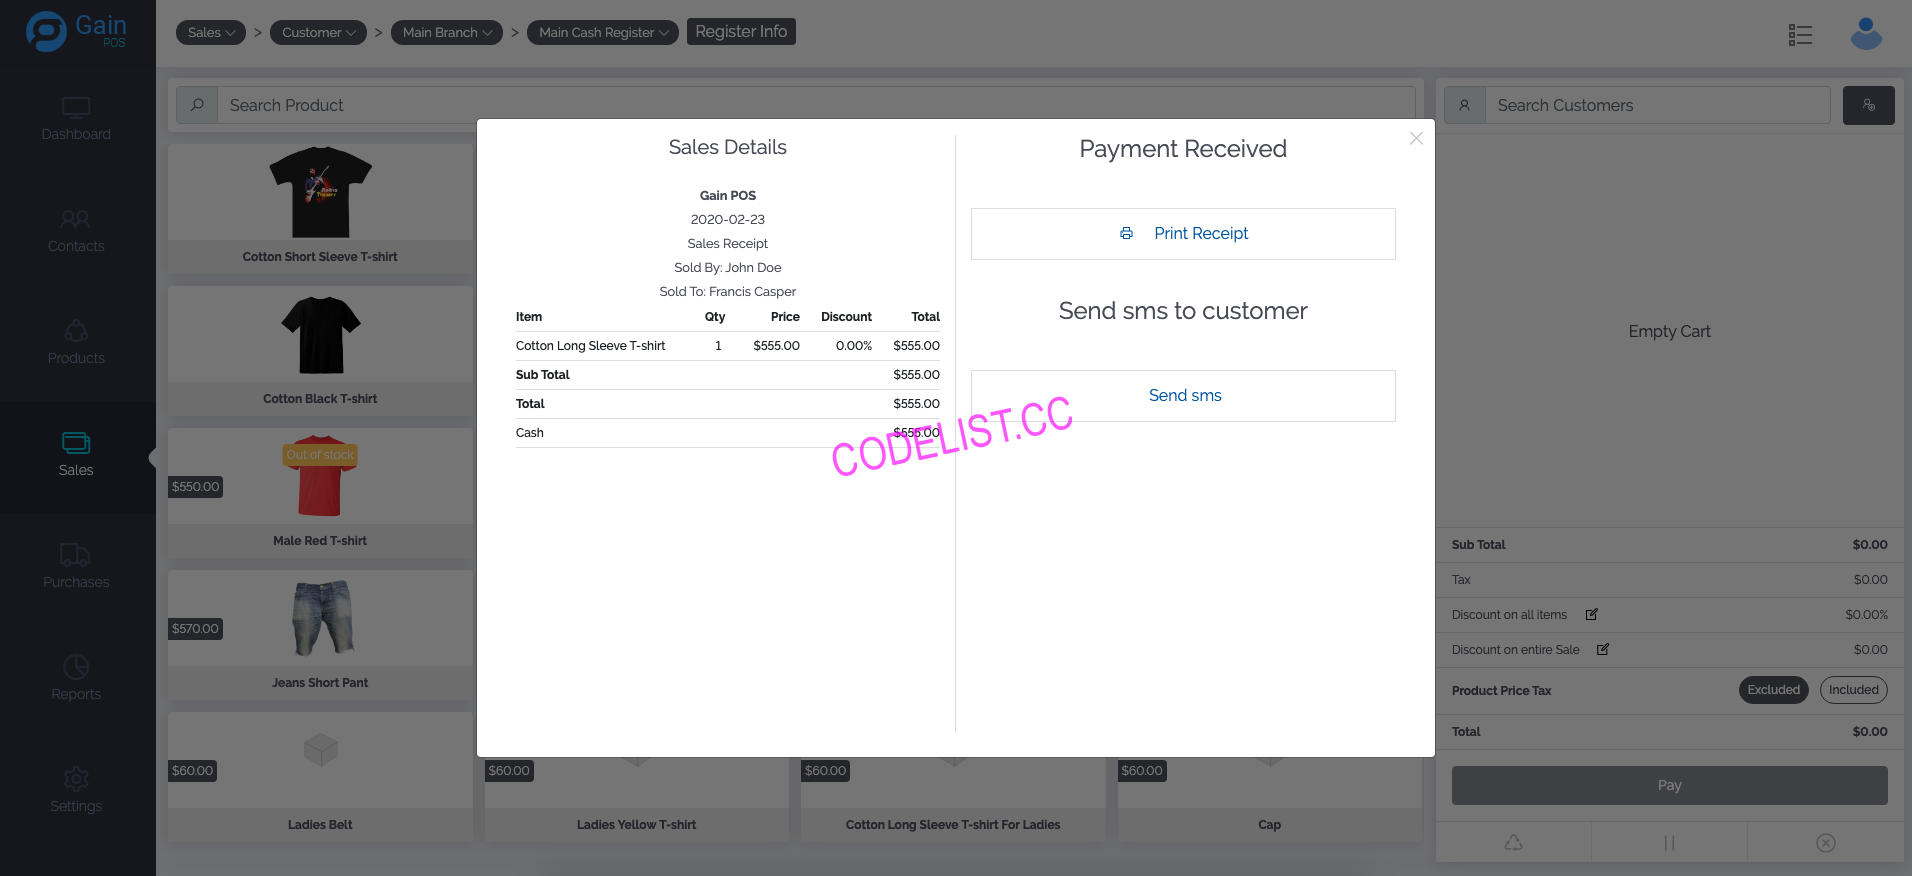 Gain
POS
Sales > Customer > Main Branch > Main Cash Register Register Info
Dashboard
Contacts
Products
Sales
Purchases
Reports
Settings
Search Product
Cotton Short Sleeve T-shirt
Cotton Black T-shirt
Out of stock
$550.00
Male Red T-shirt
$570.00
Jeans Short Pant
$60.00
Ladies Belt
$60.00
Ladies Yellow T-shirt
$60.00
Cotton Long Sleeve T-shirt For Ladies
$60.00
Cap
Sales Details
Gain POS
2020-02-23
Sales Receipt
Sold By: John Doe
Sold To: Francis Casper
Item Qty Price Discount Total
Cotton Long Sleeve T-shirt 1 $555.00 0.00% $555.00
Sub Total $555.00
Total $555.00
Cash $555.00
Payment Received
Print Receipt
Send sms to customer
Send sms
CODELIST.CC
Search Customers
Empty Cart
Sub Total $0.00
Tax $0.00
Discount on all items $0.00%
Discount on entire Sale $0.00
Product Price Tax Excluded Included
Total $0.00
Pay